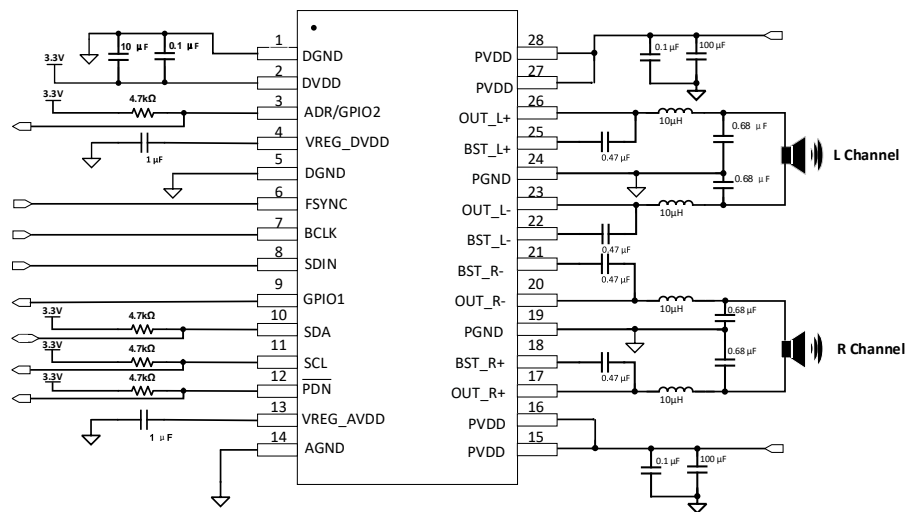 1
DGND
10 μF
0.1 μF
3.3V
2
DVDD
3.3V
4.7kΩ
3
ADR/GPIO2
4
VREG_DVDD
1 μF
5
DGND
6
FSYNC
7
BCLK
8
SDIN
9
GPIO1
3.3V
4.7kΩ
10
SDA
3.3V
4.7kΩ
11
SCL
3.3V
4.7kΩ
12
PDN
13
VREG_AVDD
1 μF
14
AGND
28
PVDD
0.1 μF
100 μF
27
PVDD
26
OUT_L+
10μH
0.68 μF
25
BST_L+
0.47 μF
24
PGND
0.68 μF
L Channel
23
OUT_L-
10μH
22
BST_L-
0.47 μF
21
BST_R-
0.47 μF
20
OUT_R-
10μH
0.68 μF
19
PGND
R Channel
18
BST_R+
0.47 μF
0.68 μF
17
OUT_R+
10μH
16
PVDD
15
PVDD
0.1 μF
100 μF